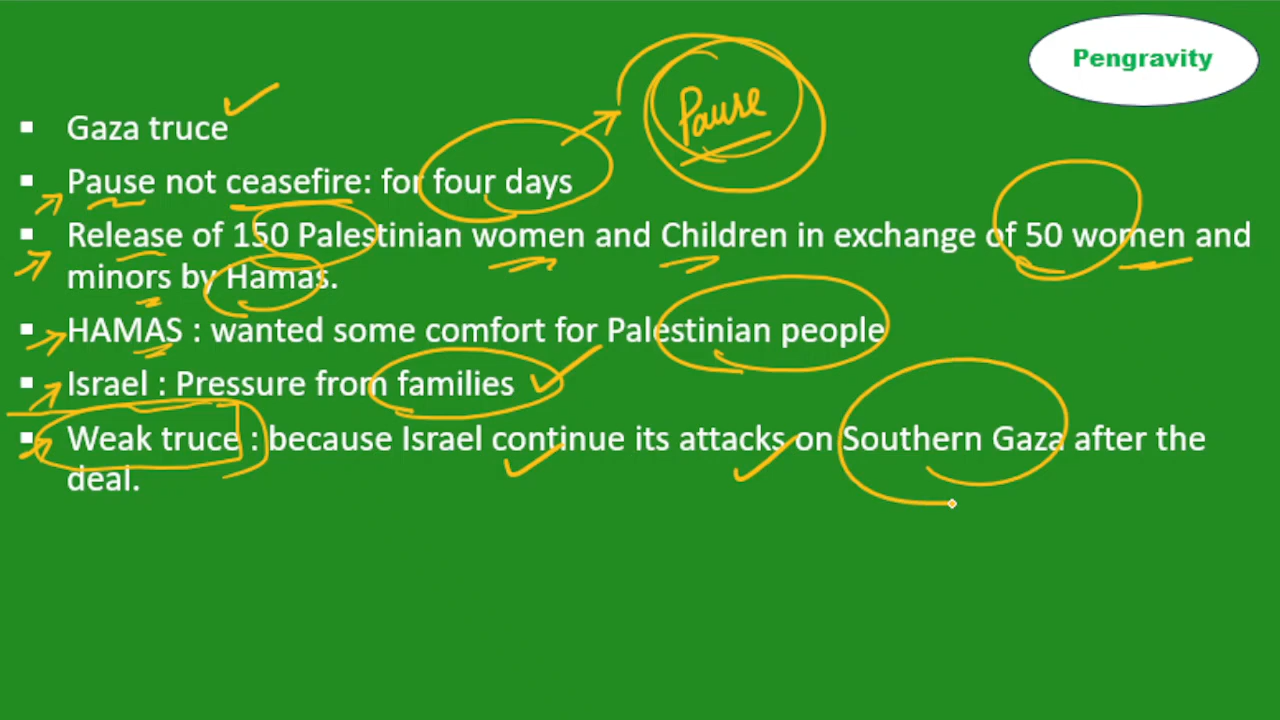 Pengravity
Pause
▪ Gaza truce
▪ Pause not ceasefire: for four days
▪ Release of 150 Palestinian women and Children in exchange of 50 women and
minors by Hamas.
▪ HAMAS : wanted some comfort for Palestinian people
▪ Israel : Pressure from families
▪ Weak truce : because Israel continue its attacks on Southern Gaza after the
deal.